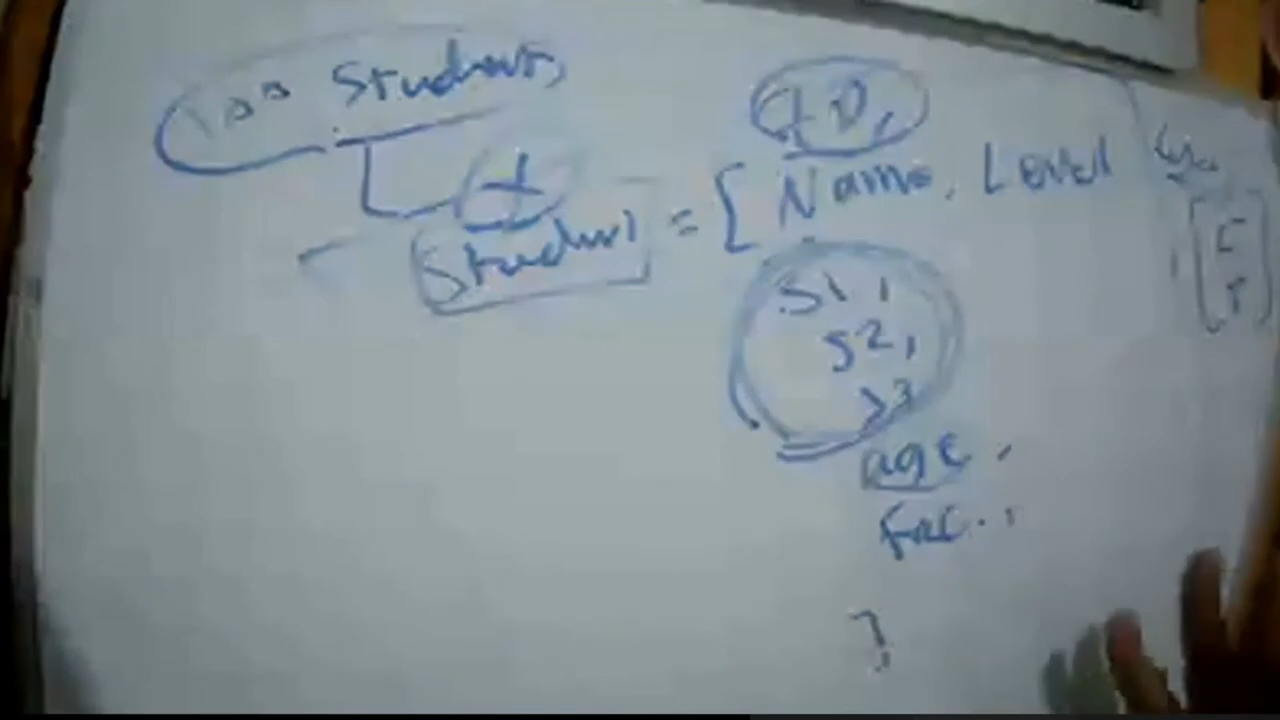 100 Students
ID,
1
Student = [ Name, Level
S1,
S2,
S3
age,
fac.,
]